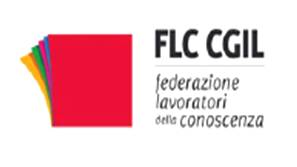 FLC CGIL
federazione
lavoratori
della conoscenza